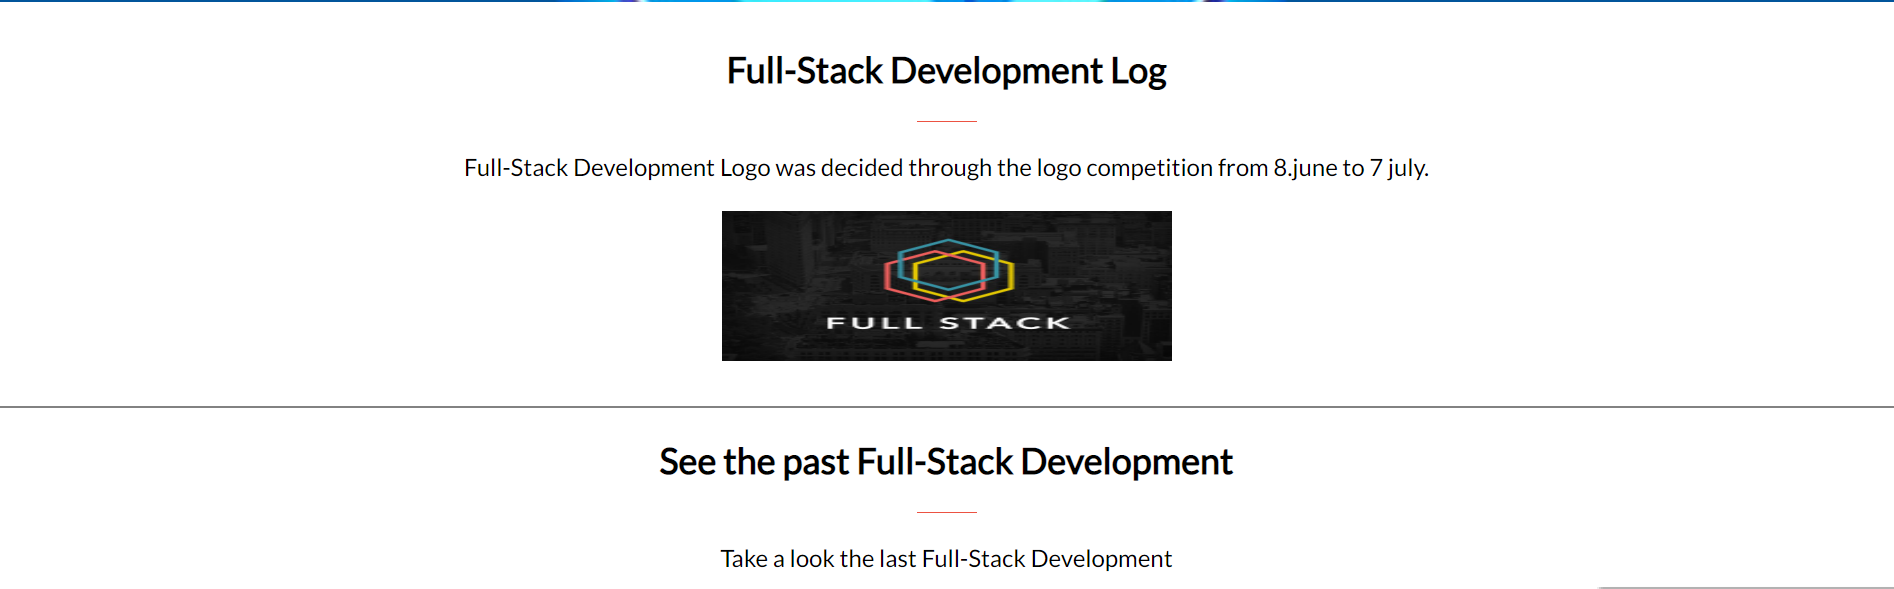 Full-Stack Development Log
Full-Stack Development Logo was decided through the logo competition from 8.june to 7 july.
FULL STACK
See the past Full-Stack Development
Take a look the last Full-Stack Development